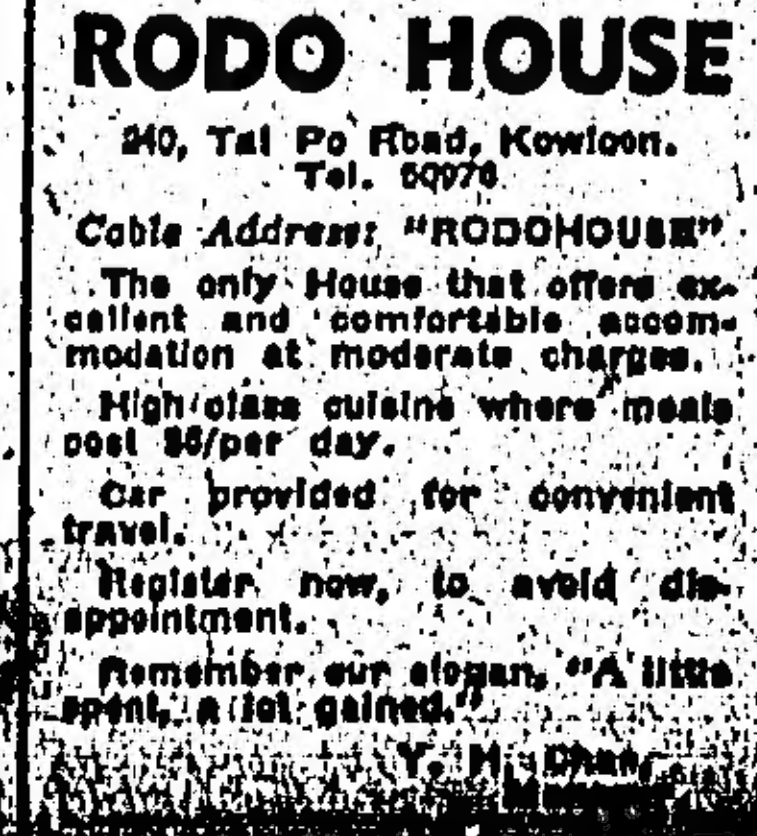 RODO HOUSE
240, Tai Po Road, Kowloon.
Tel.
Cable Address: "RODOHOUSE"
The only House that offers ex-
cellent and comfortable accom-
modation at moderate charges.
High class cuisine where meals
cost per day.
Car provided for convenient
travel.
Register now, to avoid dis-
appointment.
Remember our slogan, "A little
spent, a lot gained."
Y. H. Chan,